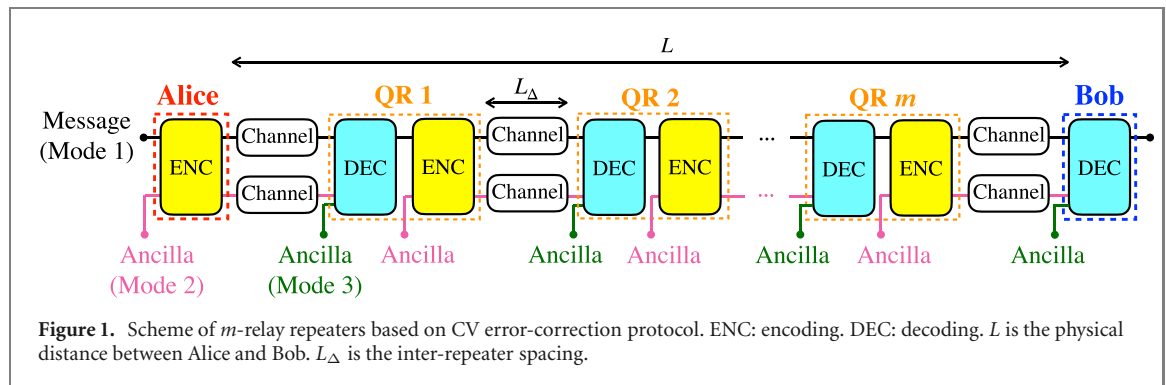 L
Alice
QR 1
L_Δ
QR 2
QR m
Bob
Message
(Mode 1)
ENC
Channel
Channel
DEC
ENC
Channel
Channel
DEC
ENC
...
...
DEC
ENC
Channel
Channel
DEC
Ancilla
(Mode 2)
Ancilla
(Mode 3)
Ancilla
Ancilla
Ancilla
Ancilla
Ancilla
Ancilla
Figure 1. Scheme of m-relay repeaters based on CV error-correction protocol. ENC: encoding. DEC: decoding. L is the physical
distance between Alice and Bob. L_Δ is the inter-repeater spacing.